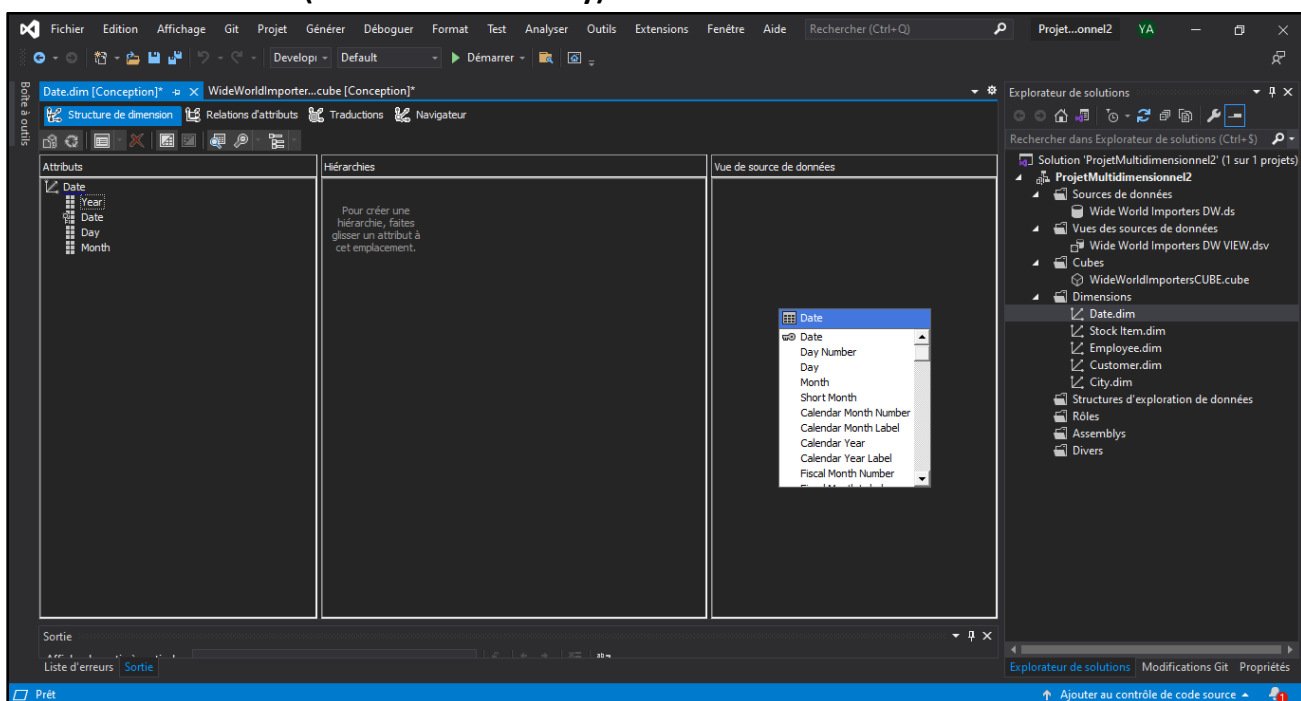 Fichier Edition Affichage Git Projet Générer Déboguer Format Test Analyser Outils Extensions Fenêtre Aide Rechercher (Ctrl+Q) Projet...onnel2 YA
Default Démarrer
Boîte à outils
Date.dim [Conception]* WideWorldImporter...cube [Conception]*
Structure de dimension Relations d'attributs Traductions Navigateur
Attributs
Date
Year
Date
Day
Month
Hiérarchies
Pour créer une
hiérarchie, faites
glisser un attribut à
cet emplacement.
Vue de source de données
Date
Date
Day Number
Day
Month
Short Month
Calendar Month Number
Calendar Month Label
Calendar Year
Calendar Year Label
Fiscal Month Number
Explorateur de solutions
Rechercher dans Explorateur de solutions (Ctrl+$)
Solution 'ProjetMultidimensionnel2' (1 sur 1 projets)
ProjetMultidimensionnel2
Sources de données
Wide World Importers DW.ds
Vues des sources de données
Wide World Importers DW VIEW.dsv
Cubes
WideWorldImportersCUBE.cube
Dimensions
Date.dim
Stock Item.dim
Employee.dim
Customer.dim
City.dim
Structures d'exploration de données
Rôles
Assemblys
Divers
Sortie
Liste d'erreurs Sortie
Explorateur de solutions Modifications Git Propriétés
Prêt Ajouter au contrôle de code source 1